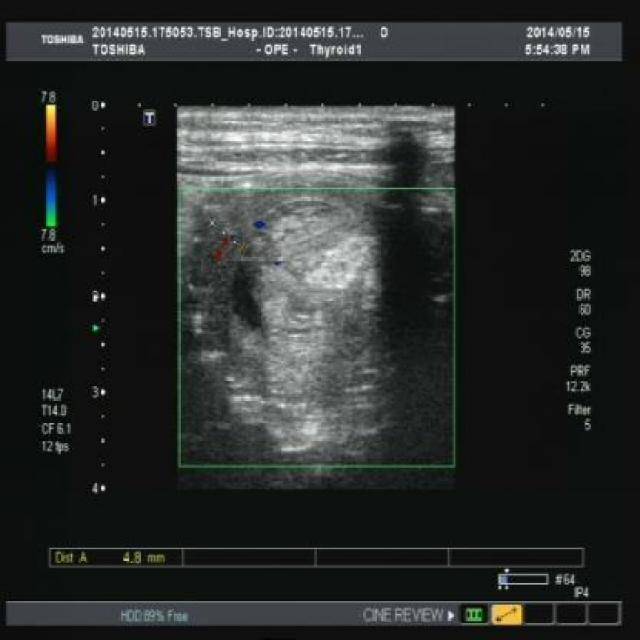 TOSHIBA 20140515.175053.TSB_Hosp.ID:20140515.17... D 2014/05/15
TOSHIBA - OPE - Thyroid1 5:54:38 PM
7.8
7.8
cm/s
T
0
1
2
3
4
2DG
98
DR
60
CG
95
PRF
12.2k
Filter
5
14L7
T14.0
CF 6.1
12 fps
Dist A 4.8 mm
#64
IP4
HDD 89% Free CINE REVIEW